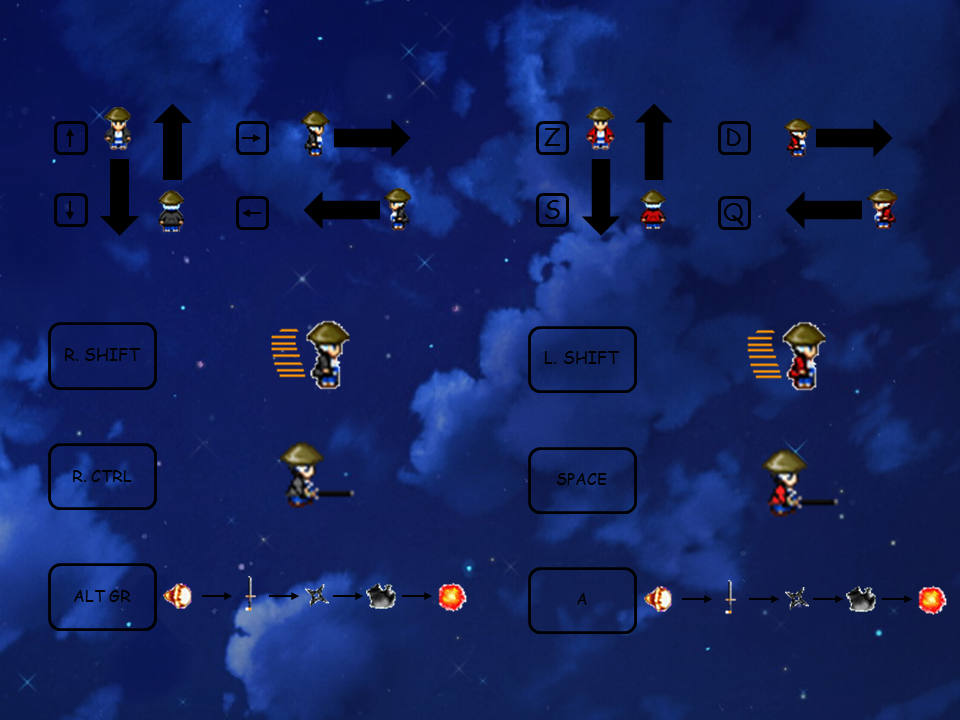 ↑ → Z D
↓ ← S Q
R. SHIFT L. SHIFT
R. CTRL SPACE
ALT GR A